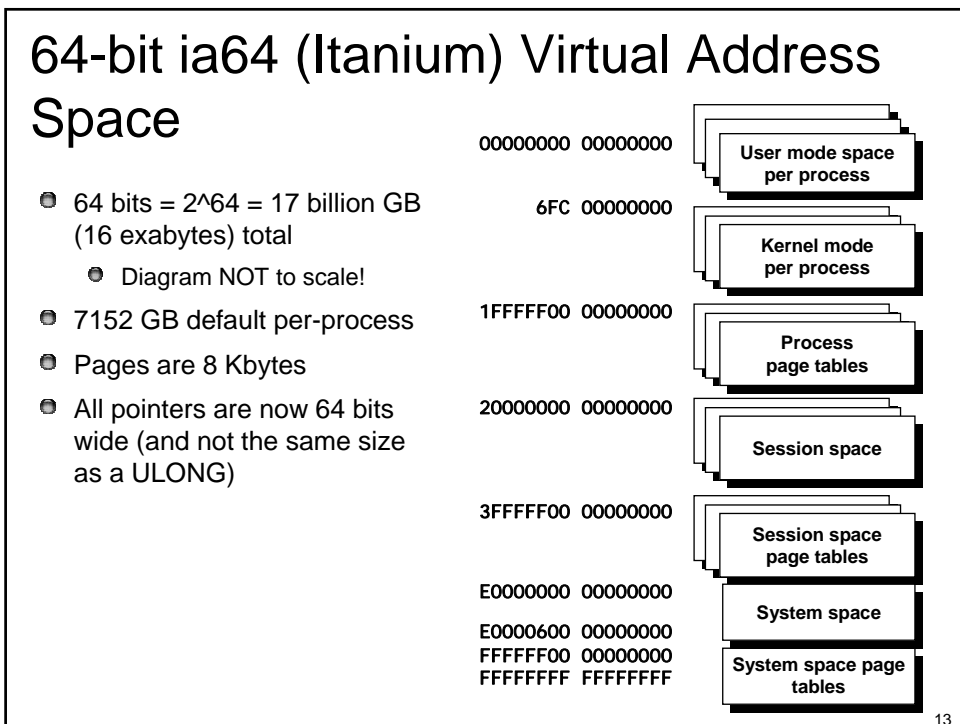 64-bit ia64 (Itanium) Virtual Address
Space
64 bits = 2^64 = 17 billion GB
(16 exabytes) total
Diagram NOT to scale!
7152 GB default per-process
Pages are 8 Kbytes
All pointers are now 64 bits
wide (and not the same size
as a ULONG)
00000000 00000000
User mode space
per process
6FC 00000000
Kernel mode
per process
1FFFFF00 00000000
Process
page tables
20000000 00000000
Session space
3FFFFF00 00000000
Session space
page tables
E0000000 00000000
System space
E0000600 00000000
FFFFFF00 00000000
FFFFFFFF FFFFFFFF
System space page
tables
13